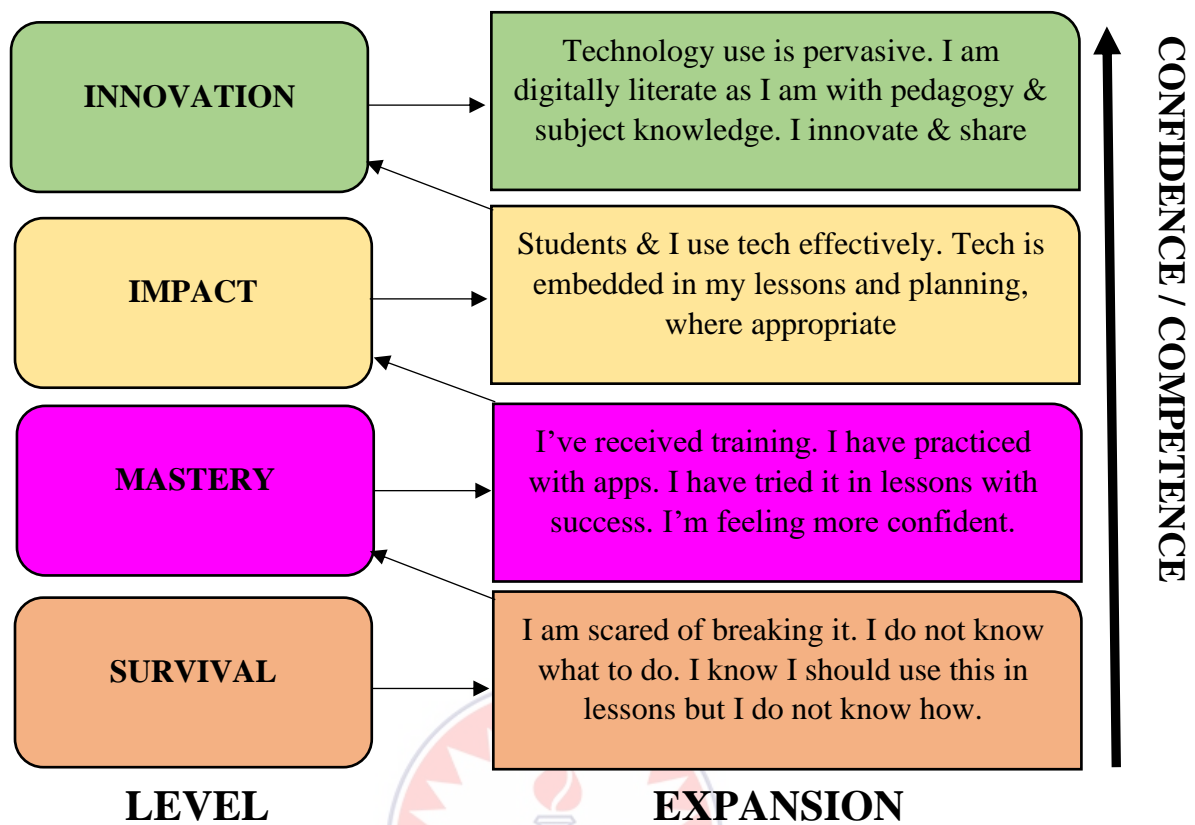 INNOVATION
Technology use is pervasive. I am
digitally literate as I am with pedagogy &
subject knowledge. I innovate & share
IMPACT
Students & I use tech effectively. Tech is
embedded in my lessons and planning,
where appropriate
MASTERY
I’ve received training. I have practiced
with apps. I have tried it in lessons with
success. I’m feeling more confident.
SURVIVAL
I am scared of breaking it. I do not know
what to do. I know I should use this in
lessons but I do not know how.
LEVEL
EXPANSION
CONFIDENCE / COMPETENCE